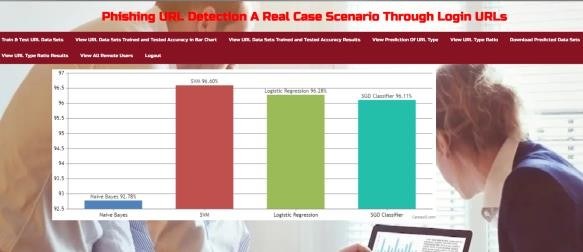 Phishing URL Detection A Real Case Scenario Through Login URLs
Train & Test URL Data Sets View URL Data Sets Trained and Tested Accuracy in Bar Chart View URL Data Sets Trained and Tested Accuracy Results View Prediction Of URL Type View URL Type Ratio Download Predicted Data Sets
View URL Type Ratio Results View All Remote Users Logout
97
96.5
96
95.5
95
94.5
94
93.5
93
92.5
SVM 96.60%
Logistic Regression 96.28%
SGD Classifier 96.11%
Naive Bayes 92.78%
Naive Bayes SVM Logistic Regression SGD Classifier
CanvasJS.com